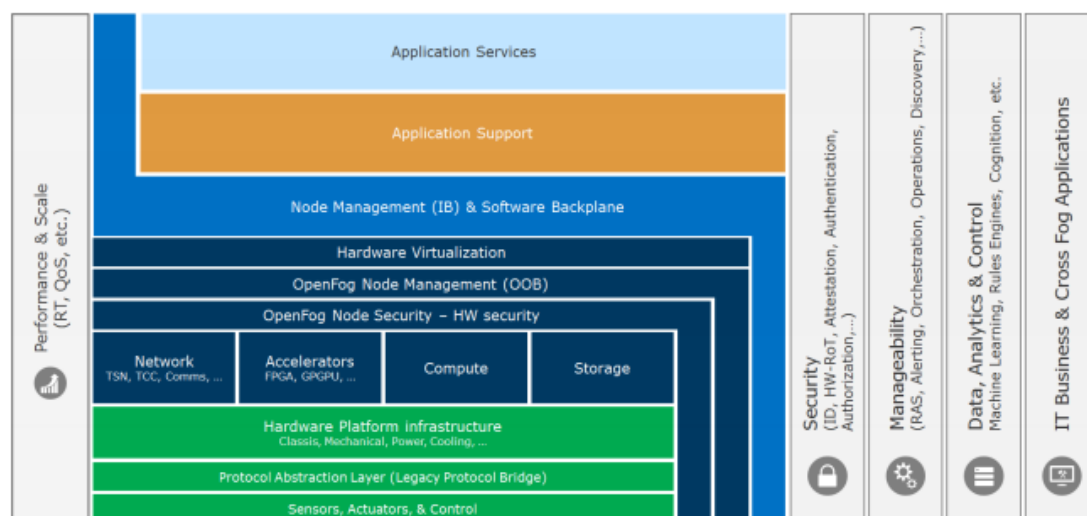 Performance & Scale
(RT, QoS, etc.)
Application Services
Application Support
Node Management (IB) & Software Backplane
Hardware Virtualization
OpenFog Node Management (OOB)
OpenFog Node Security – HW security
Network
TSN, TCC, Comms, ...
Accelerators
FPGA, GPGPU, ...
Compute
Storage
Hardware Platform infrastructure
Classis, Mechanical, Power, Cooling, ...
Protocol Abstraction Layer (Legacy Protocol Bridge)
Sensors, Actuators, & Control
Security
(ID, HW-RoT, Attestation, Authentication,
Authorization,...)
Manageability
(RAS, Alerting, Orchestration, Operations, Discovery,...)
Data, Analytics & Control
Machine Learning, Rules Engines, Cognition, etc.
IT Business & Cross Fog Applications